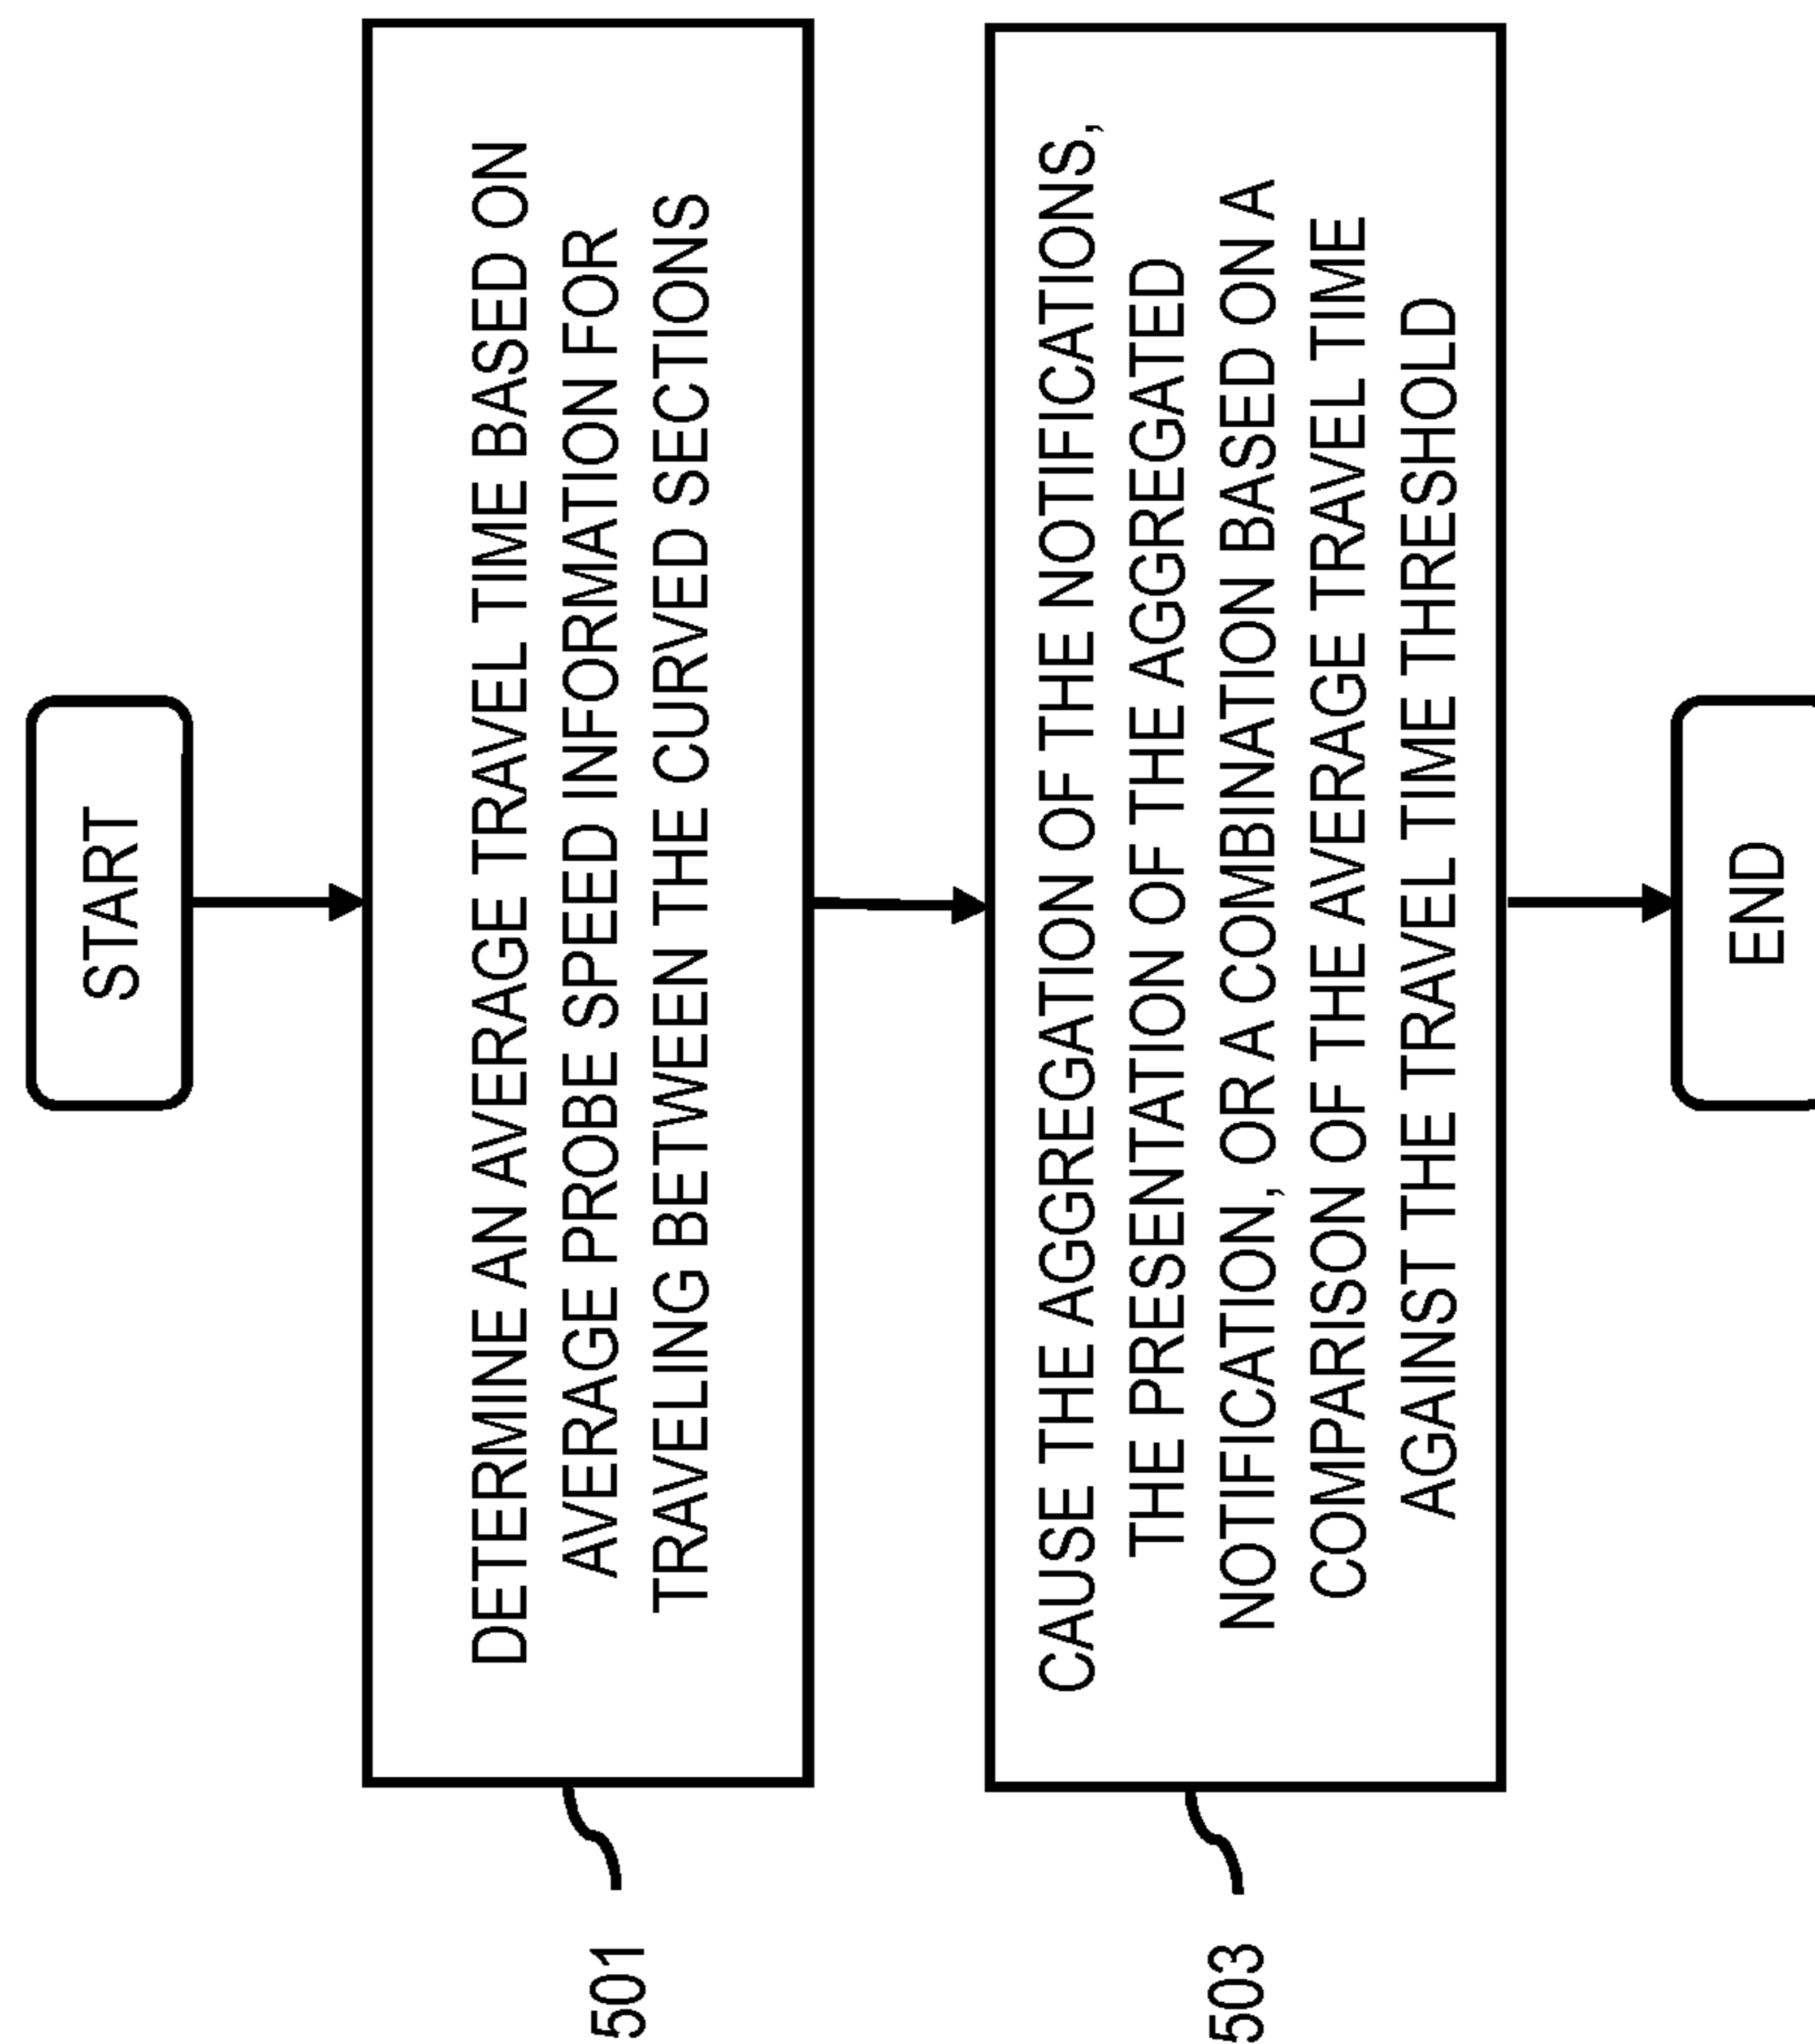 START
501
DETERMINE AN AVERAGE TRAVEL TIME BASED ON
AVERAGE PROBE SPEED INFORMATION FOR
TRAVELING BETWEEN THE CURVED SECTIONS
503
CAUSE THE AGGREGATION OF THE NOTIFICATIONS,
THE PRESENTATION OF THE AGGREGATED
NOTIFICATION, OR A COMBINATION BASED ON A
COMPARISON OF THE AVERAGE TRAVEL TIME
AGAINST THE TRAVEL TIME THRESHOLD
END